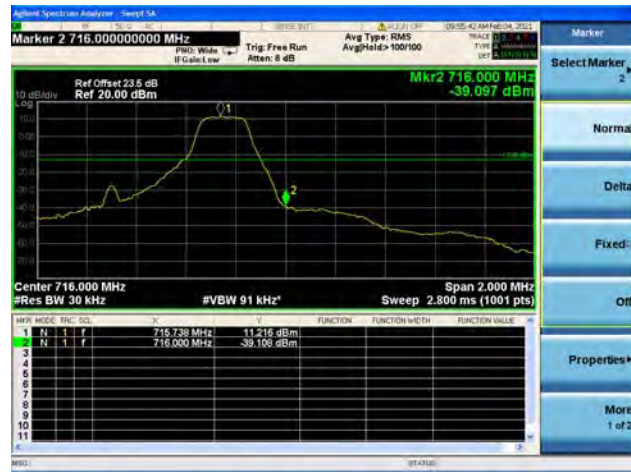 Agilent Spectrum Analyzer - Swept SA
SENSE:INT
ALIGN OFF
09:55:42 AM Feb 04, 2021
Marker 2 716.000000000 MHz
PNO: Wide
IFGain:Low
Trig: Free Run
Atten: 6 dB
Avg Type: RMS
Avg|Hold:> 100/100
TRACE
TYPE
DET
Mkr2 716.000 MHz
-39.097 dBm
Ref Offset 23.5 dB
10 dB/div Ref 20.00 dBm
Log
1
2
Center 716.000 MHz
Span 2.000 MHz
#Res BW 30 kHz
#VBW 91 kHz*
Sweep 2.800 ms (1001 pts)
MKR MODE TRC SCL X Y FUNCTION FUNCTION WIDTH FUNCTION VALUE
1 N 1 f 715.738 MHz 11.216 dBm
2 N 1 f 716.000 MHz -39.108 dBm
3
4
5
6
7
8
9
10
11
MSG
STATUS
Marker
Select Marker
2
Normal
Delta
Fixed
Off
Properties
More
1 of 2